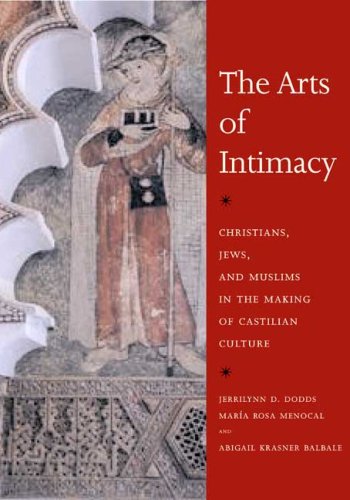 The Arts
of
Intimacy
CHRISTIANS,
JEWS,
AND MUSLIMS
IN THE MAKING
OF CASTILIAN
CULTURE
JERRILYNN D. DODDS
MARÍA ROSA MENOCAL
AND
ABIGAIL KRASNER BALBALE